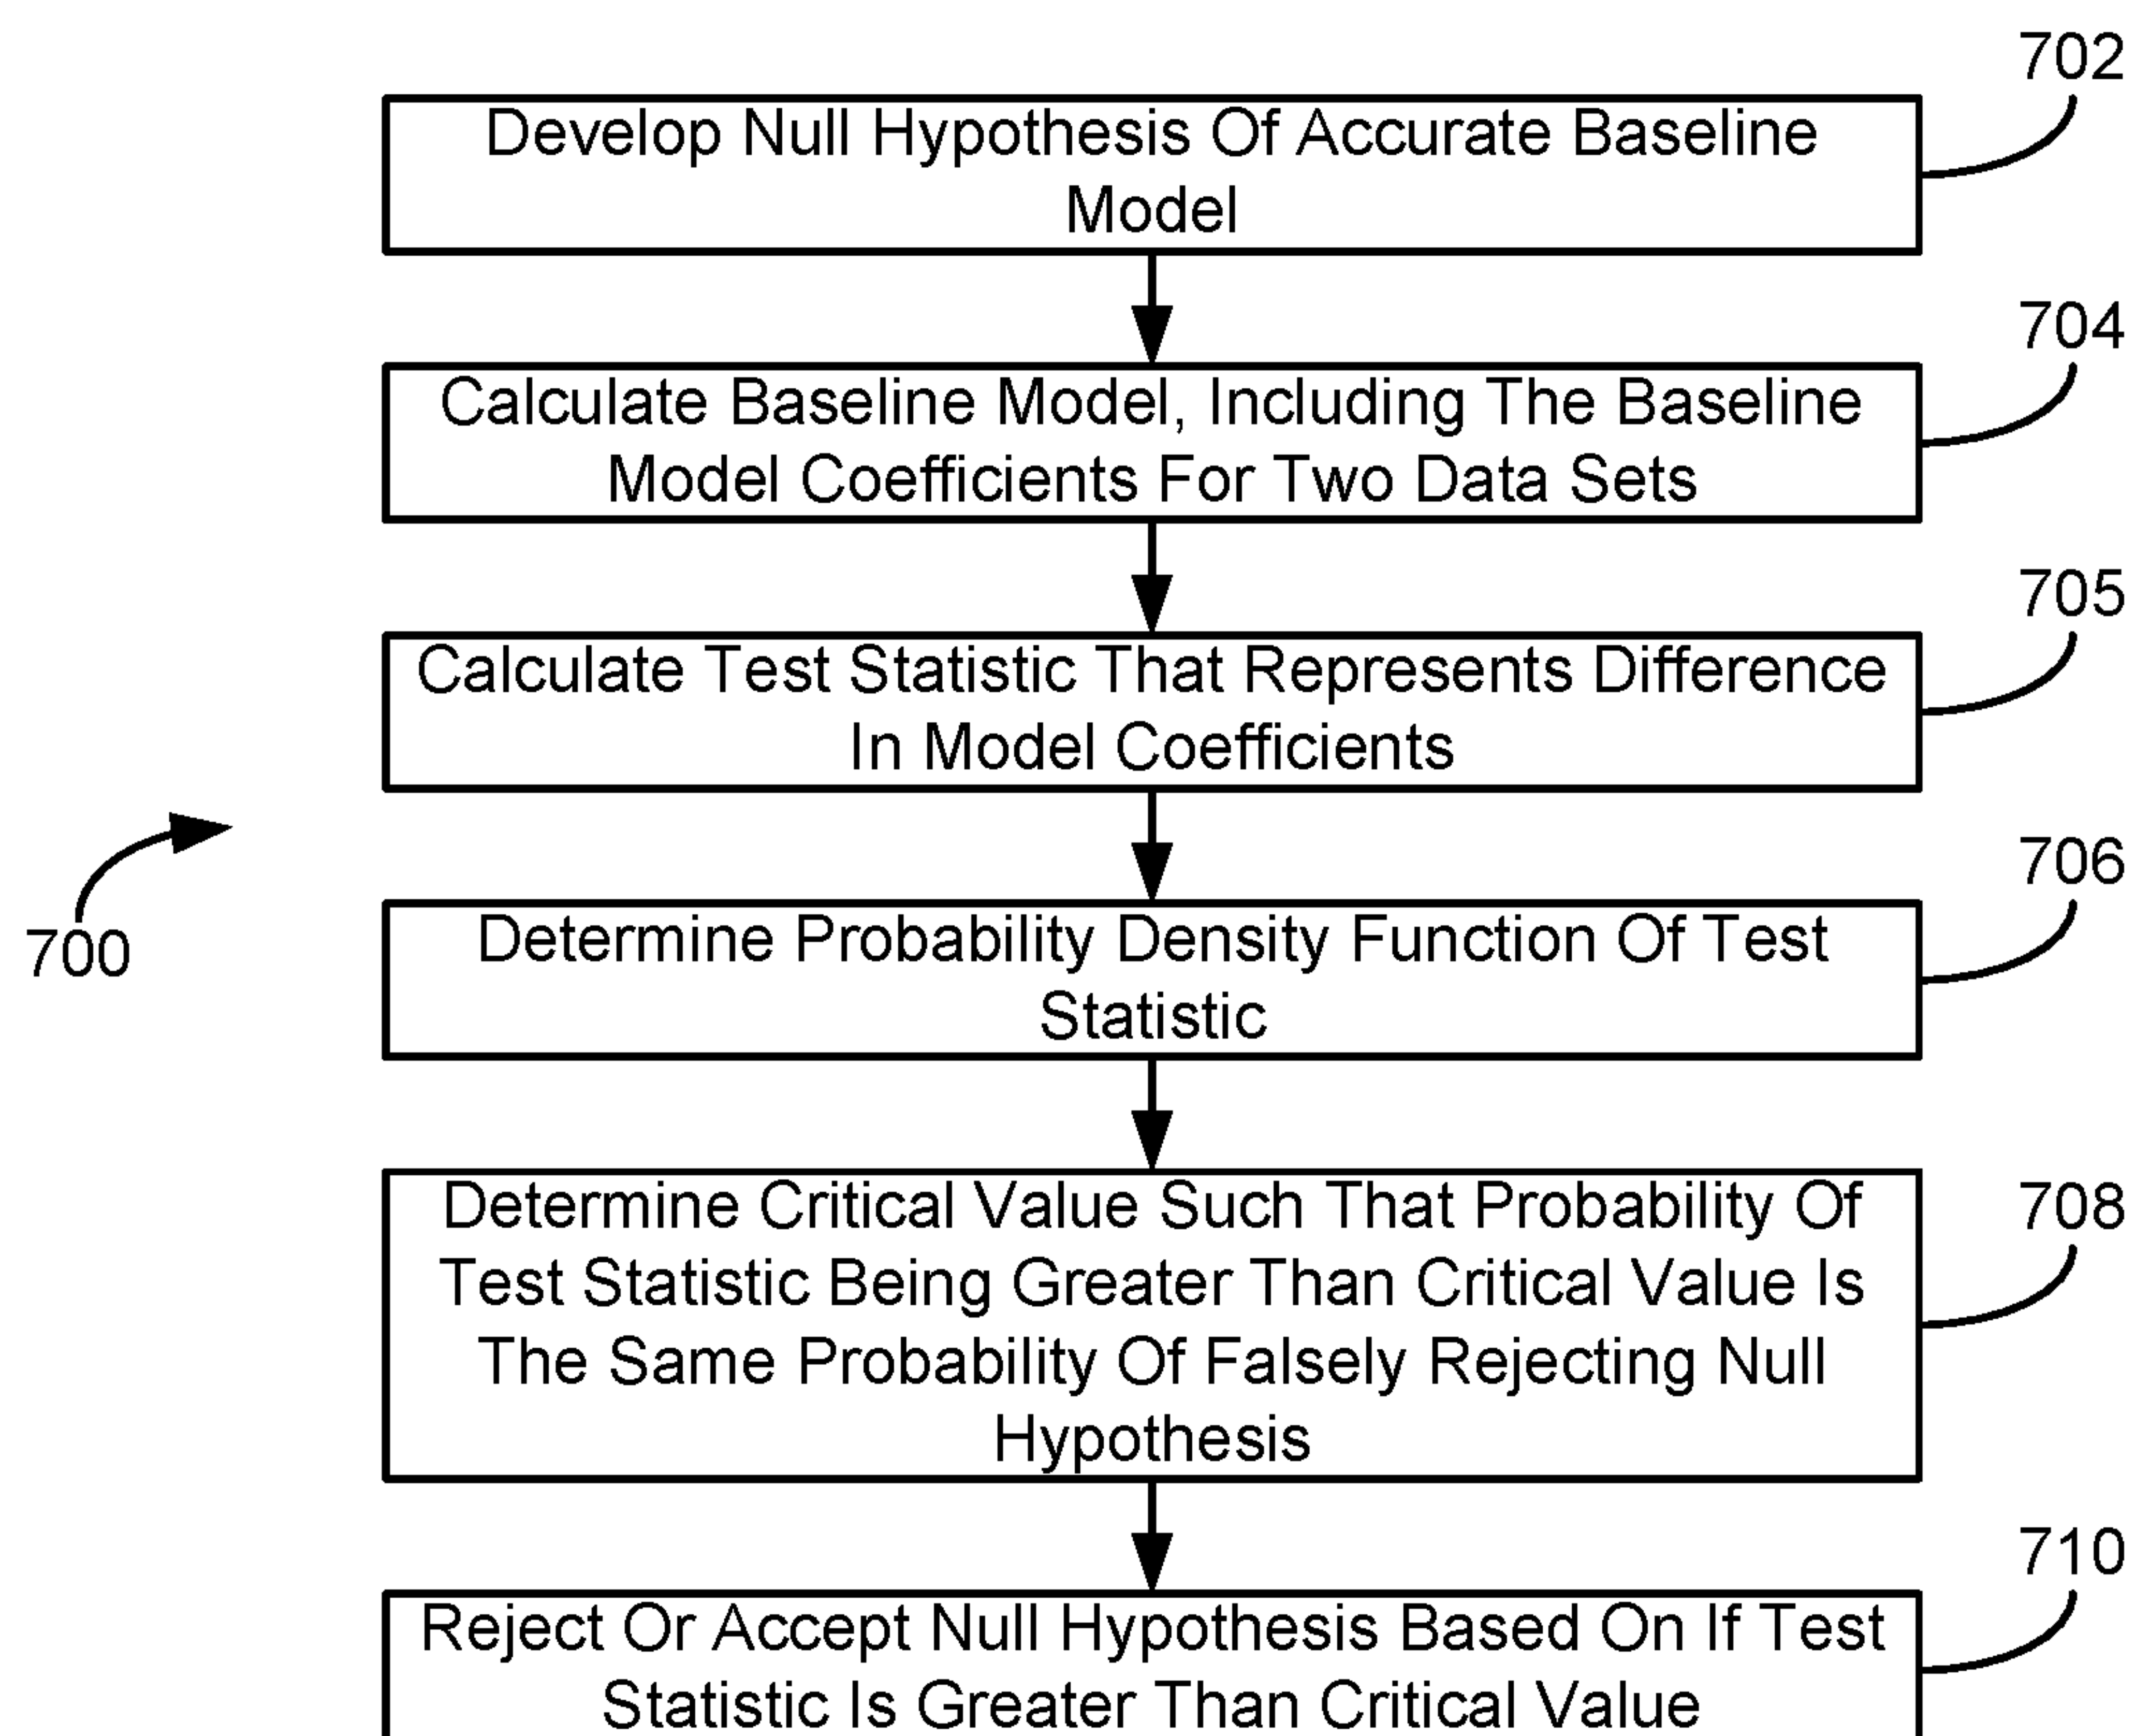 702
Develop Null Hypothesis Of Accurate Baseline
Model
704
Calculate Baseline Model, Including The Baseline
Model Coefficients For Two Data Sets
705
Calculate Test Statistic That Represents Difference
In Model Coefficients
700
706
Determine Probability Density Function Of Test
Statistic
708
Determine Critical Value Such That Probability Of
Test Statistic Being Greater Than Critical Value Is
The Same Probability Of Falsely Rejecting Null
Hypothesis
710
Reject Or Accept Null Hypothesis Based On If Test
Statistic Is Greater Than Critical Value